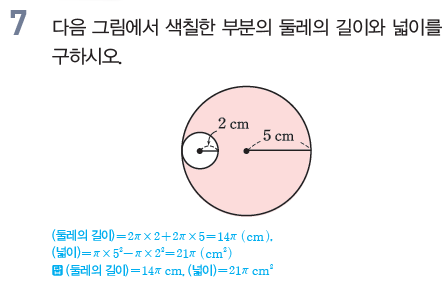 7 다음 그림에서 색칠한 부분의 둘레의 길이와 넓이를
구하시오.
2 cm
5 cm
(둘레의 길이)=2π×2+2π×5=14π (cm),
(넓이)=π×5²-π×2²=21π (cm²)
답 (둘레의 길이)=14π cm, (넓이)=21π cm²